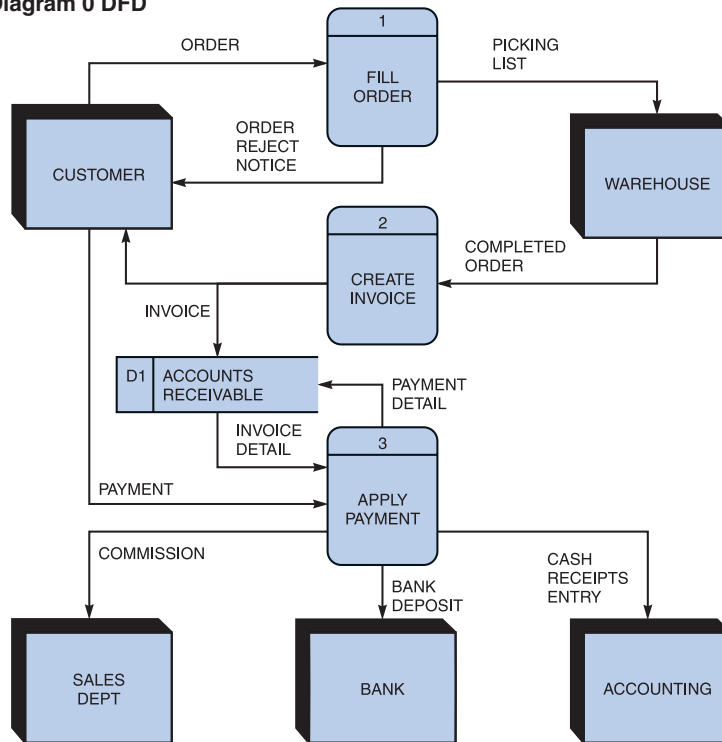 Diagram 0 DFD
1
ORDER
PICKING
LIST
FILL
ORDER
ORDER
REJECT
NOTICE
CUSTOMER
WAREHOUSE
2
COMPLETED
ORDER
CREATE
INVOICE
INVOICE
D1
ACCOUNTS
RECEIVABLE
PAYMENT
DETAIL
INVOICE
DETAIL
3
PAYMENT
APPLY
PAYMENT
COMMISSION
BANK
DEPOSIT
CASH
RECEIPTS
ENTRY
SALES
DEPT
BANK
ACCOUNTING